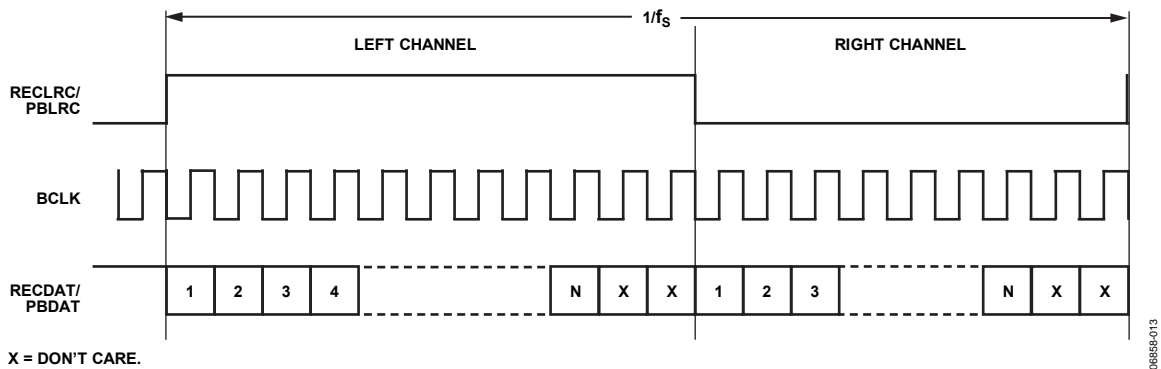 1/fS
LEFT CHANNEL RIGHT CHANNEL
RECLRC/
PBLRC
BCLK
RECDAT/
PBDAT
1 2 3 4 N X X 1 2 3 N X X
X = DON'T CARE.
06858-013